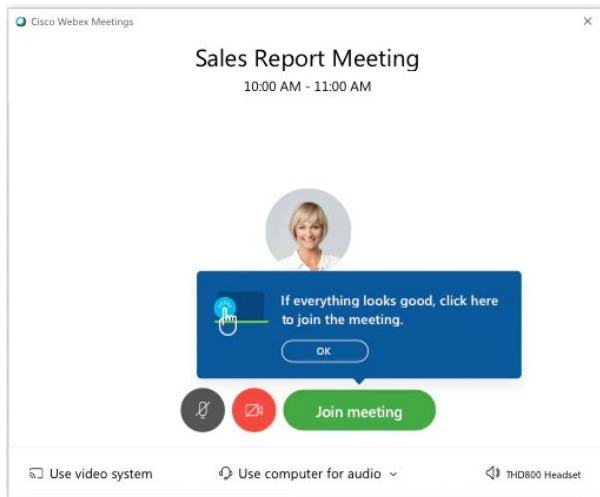 Cisco Webex Meetings
Sales Report Meeting
10:00 AM - 11:00 AM
If everything looks good, click here
to join the meeting.
OK
Join meeting
Use video system
Use computer for audio
THD800 Headset